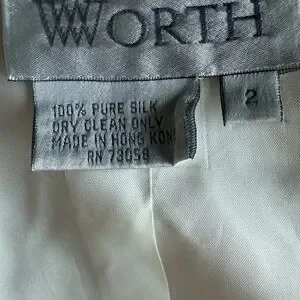 WORTH
2
100% PURE SILK
DRY CLEAN ONLY
MADE IN HONG KONG
RN 73059